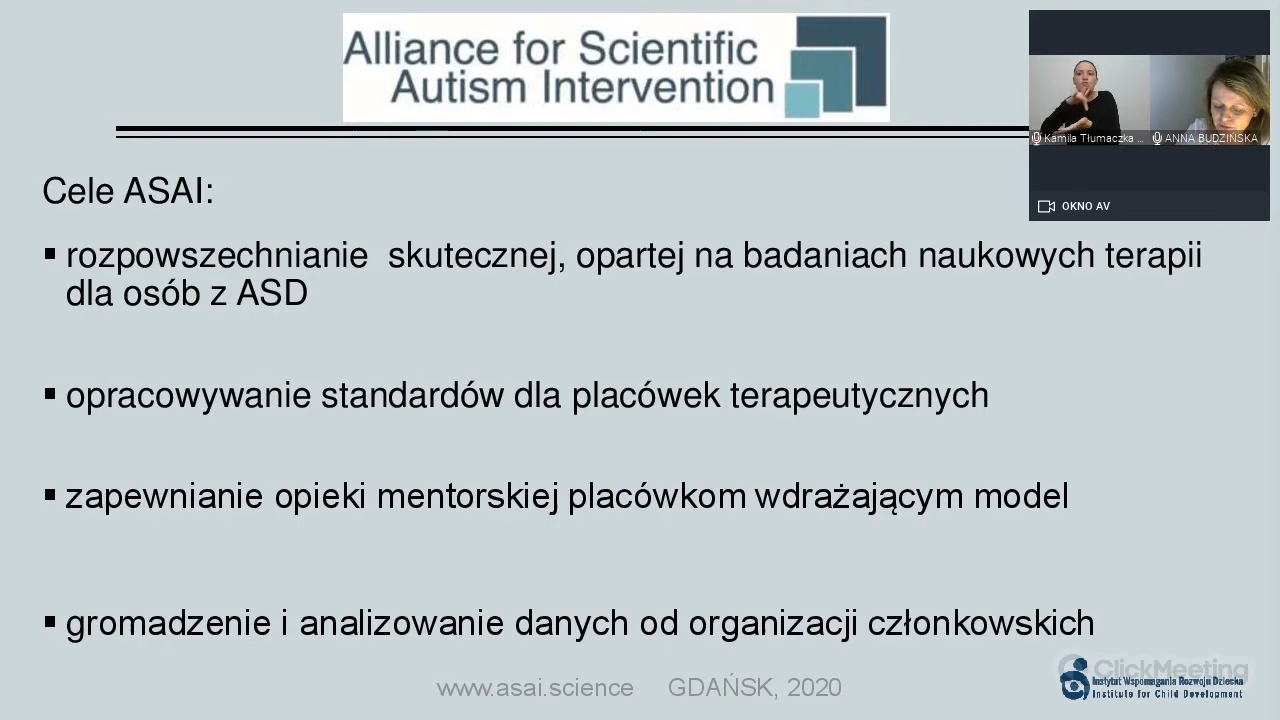 Alliance for Scientific
Autism Intervention
Kamila Tłumaczka ...
ANNA BUDZIŃSKA
OKNO AV
Cele ASAI:
▪ rozpowszechnianie skutecznej, opartej na badaniach naukowych terapii
dla osób z ASD
▪ opracowywanie standardów dla placówek terapeutycznych
▪ zapewnianie opieki mentorskiej placówkom wdrażającym model
▪ gromadzenie i analizowanie danych od organizacji członkowskich
www.asai.science GDAŃSK, 2020
ClickMeeting
Instytut Wspomagania Rozwoju Dziecka
Institute for Child Development